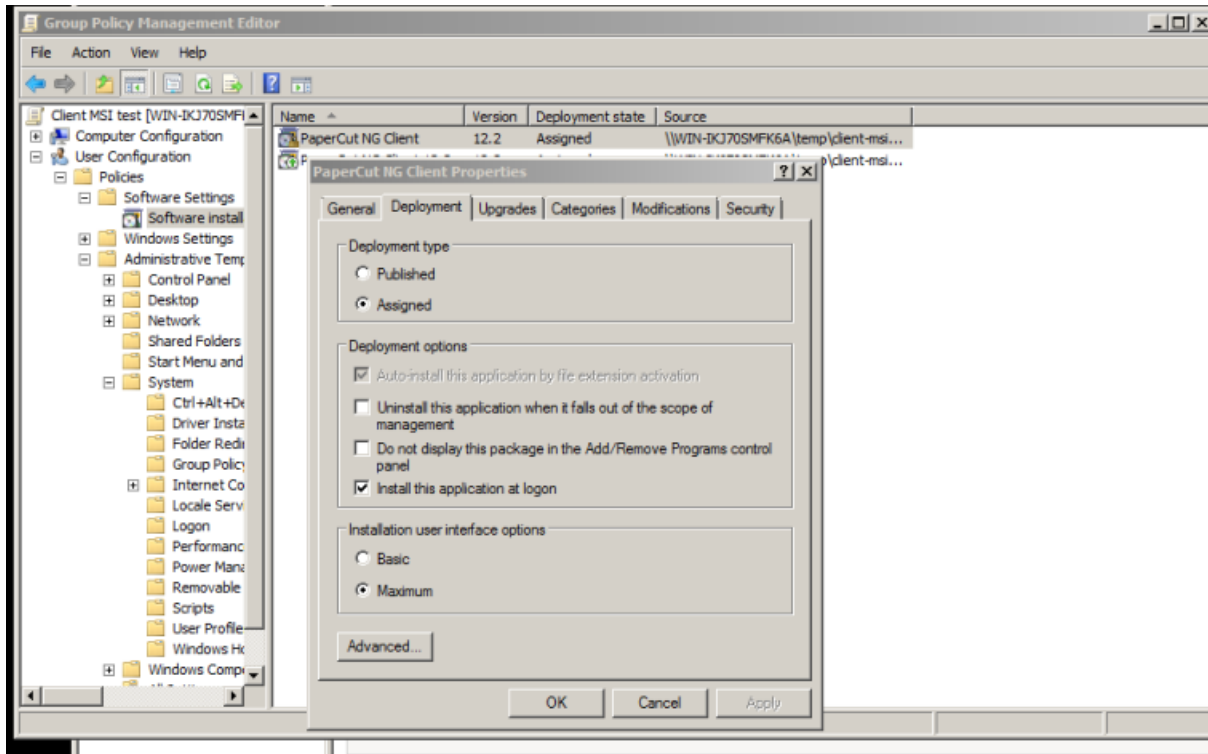 Group Policy Management Editor
File Action View Help
Client MSI test [WIN-IKJ70SMF
Computer Configuration
User Configuration
Policies
Software Settings
Software install
Windows Settings
Administrative Temp
Control Panel
Desktop
Network
Shared Folders
Start Menu and
System
Ctrl+Alt+De
Driver Insta
Folder Redir
Group Policy
Internet Co
Locale Serv
Logon
Performanc
Power Mana
Removable
Scripts
User Profile
Windows Ho
Windows Comp
Name Version Deployment state Source
PaperCut NG Client 12.2 Assigned \\WIN-IKJ70SMFK6A\temp\client-msi...
PaperCut NG Client Properties
General Deployment Upgrades Categories Modifications Security
Deployment type
Published
Assigned
Deployment options
Auto-install this application by file extension activation
Uninstall this application when it falls out of the scope of
management
Do not display this package in the Add/Remove Programs control
panel
Install this application at logon
Installation user interface options
Basic
Maximum
Advanced...
OK Cancel Apply